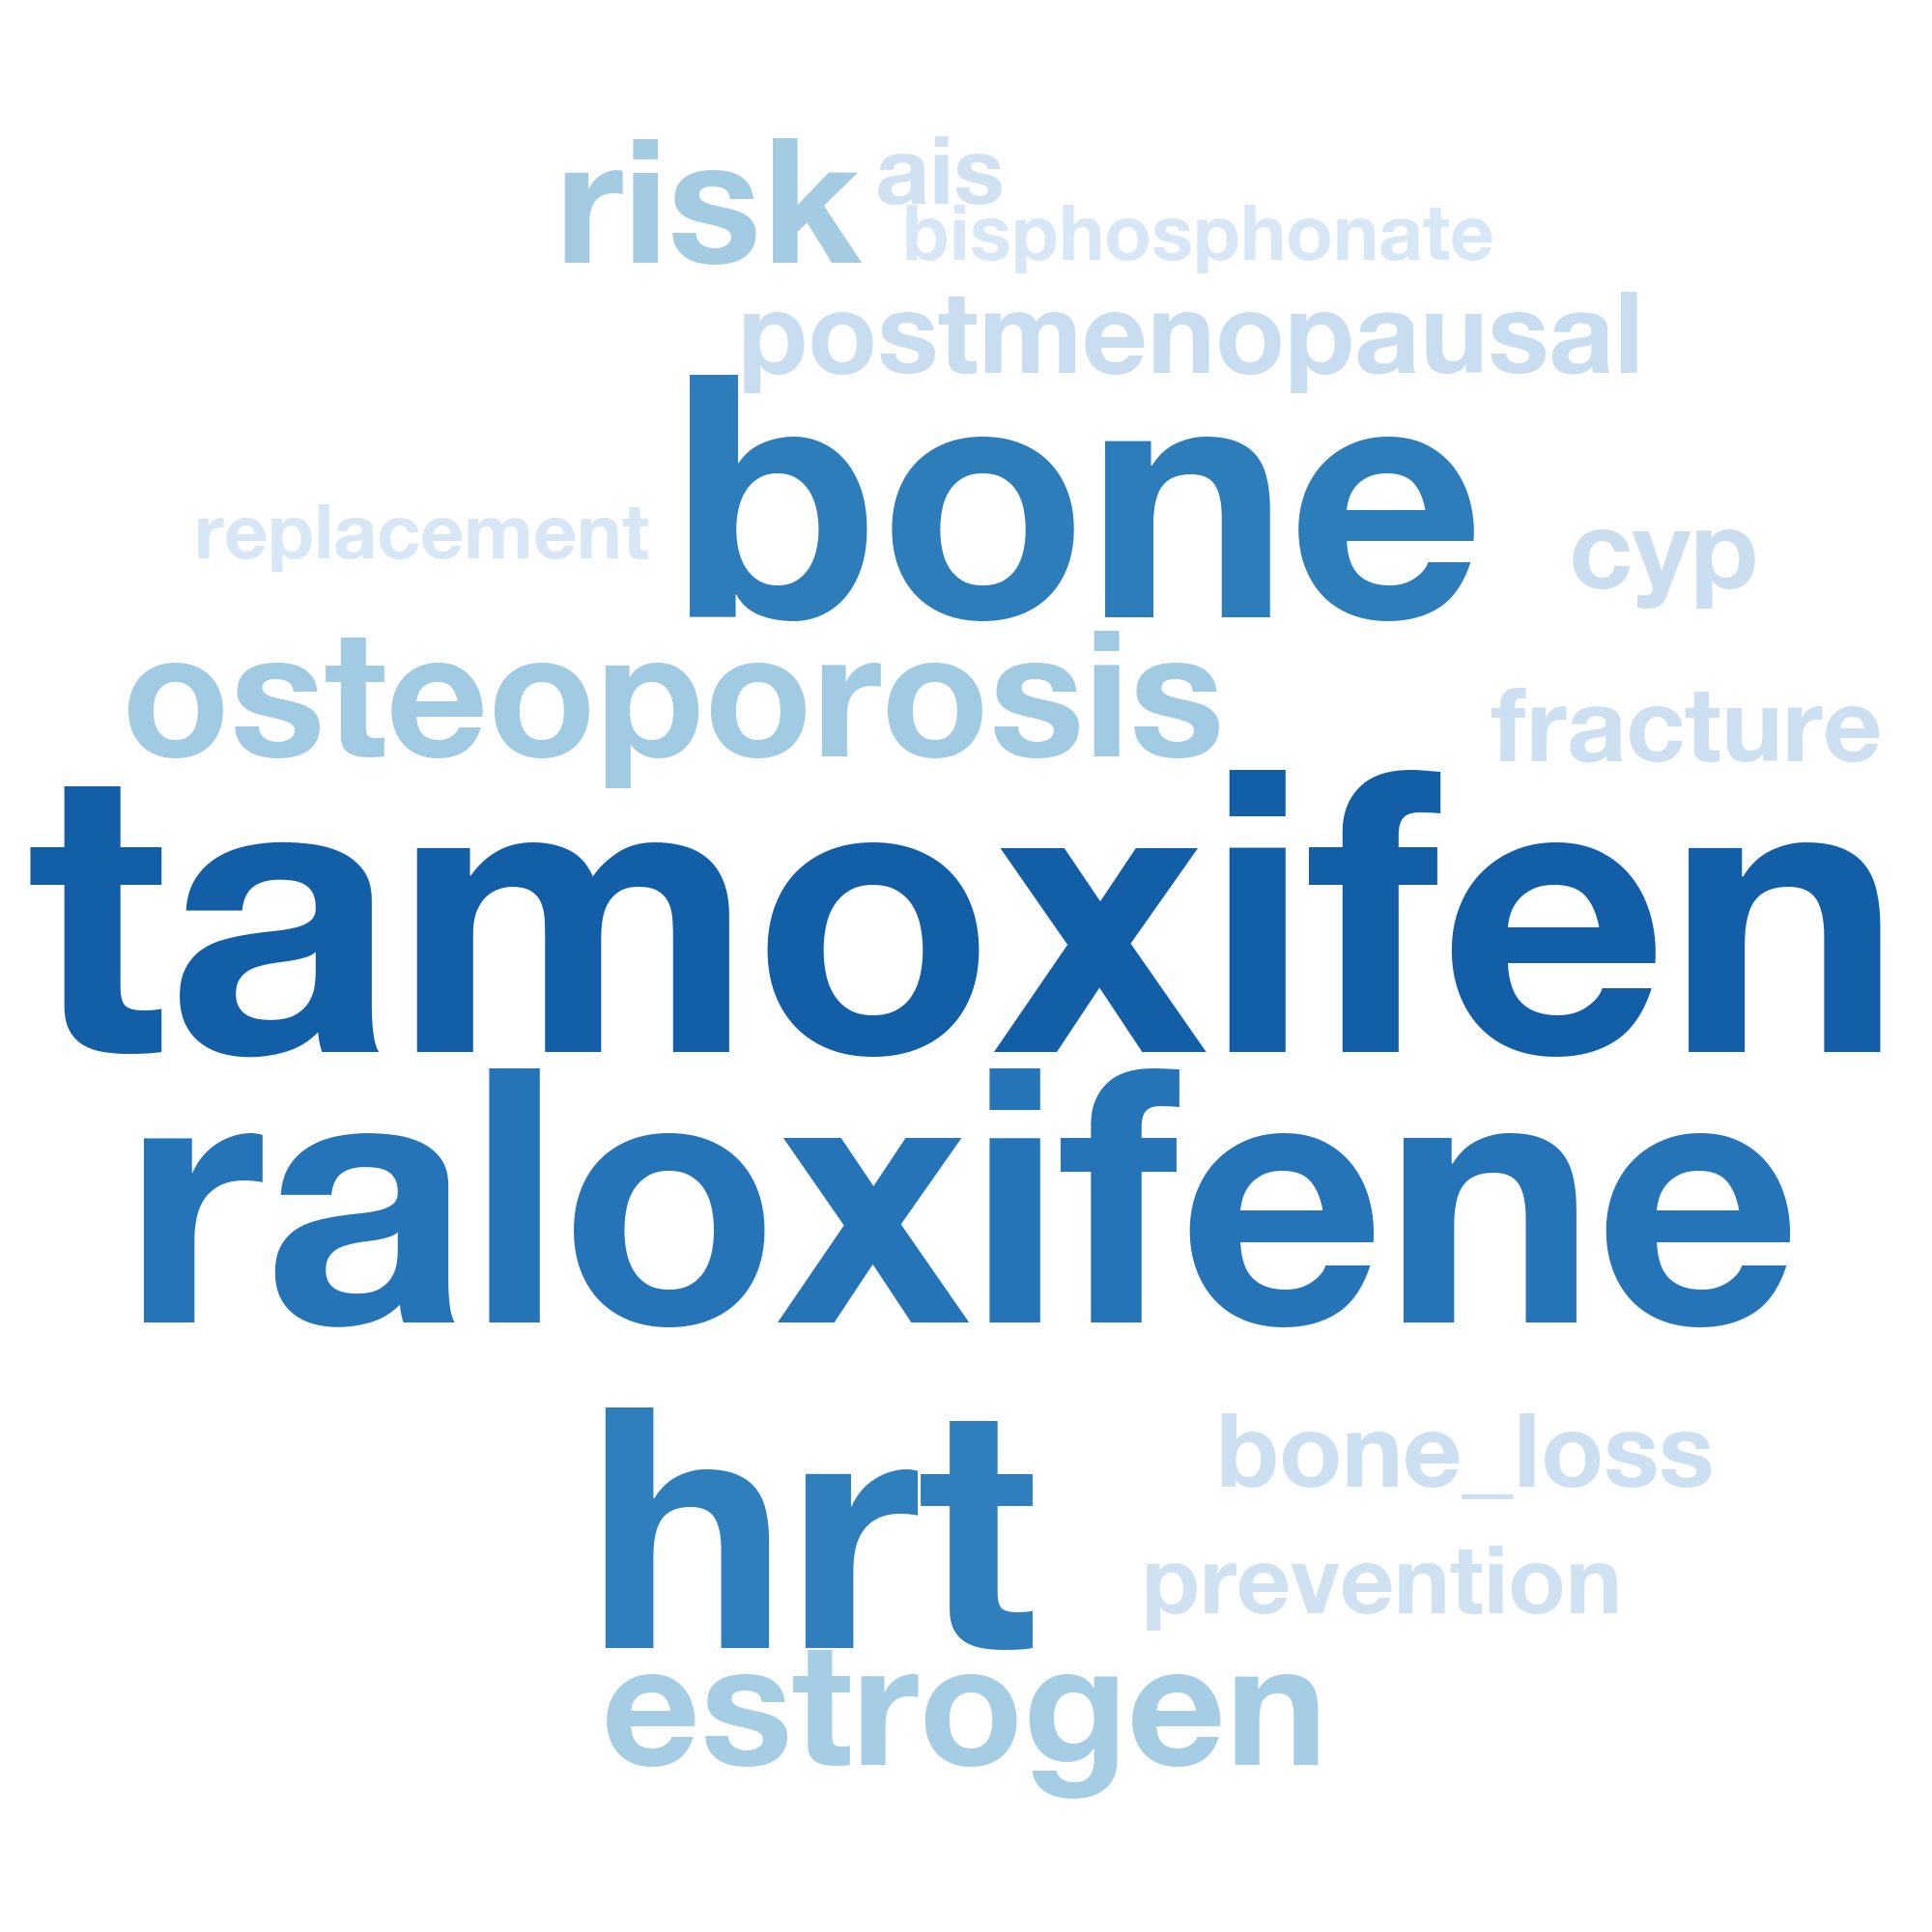 risk ais
bisphosphonate
postmenopausal
bone
replacement
cyp
osteoporosis
fracture
tamoxifen
raloxifene
hrt
bone_loss
prevention
estrogen